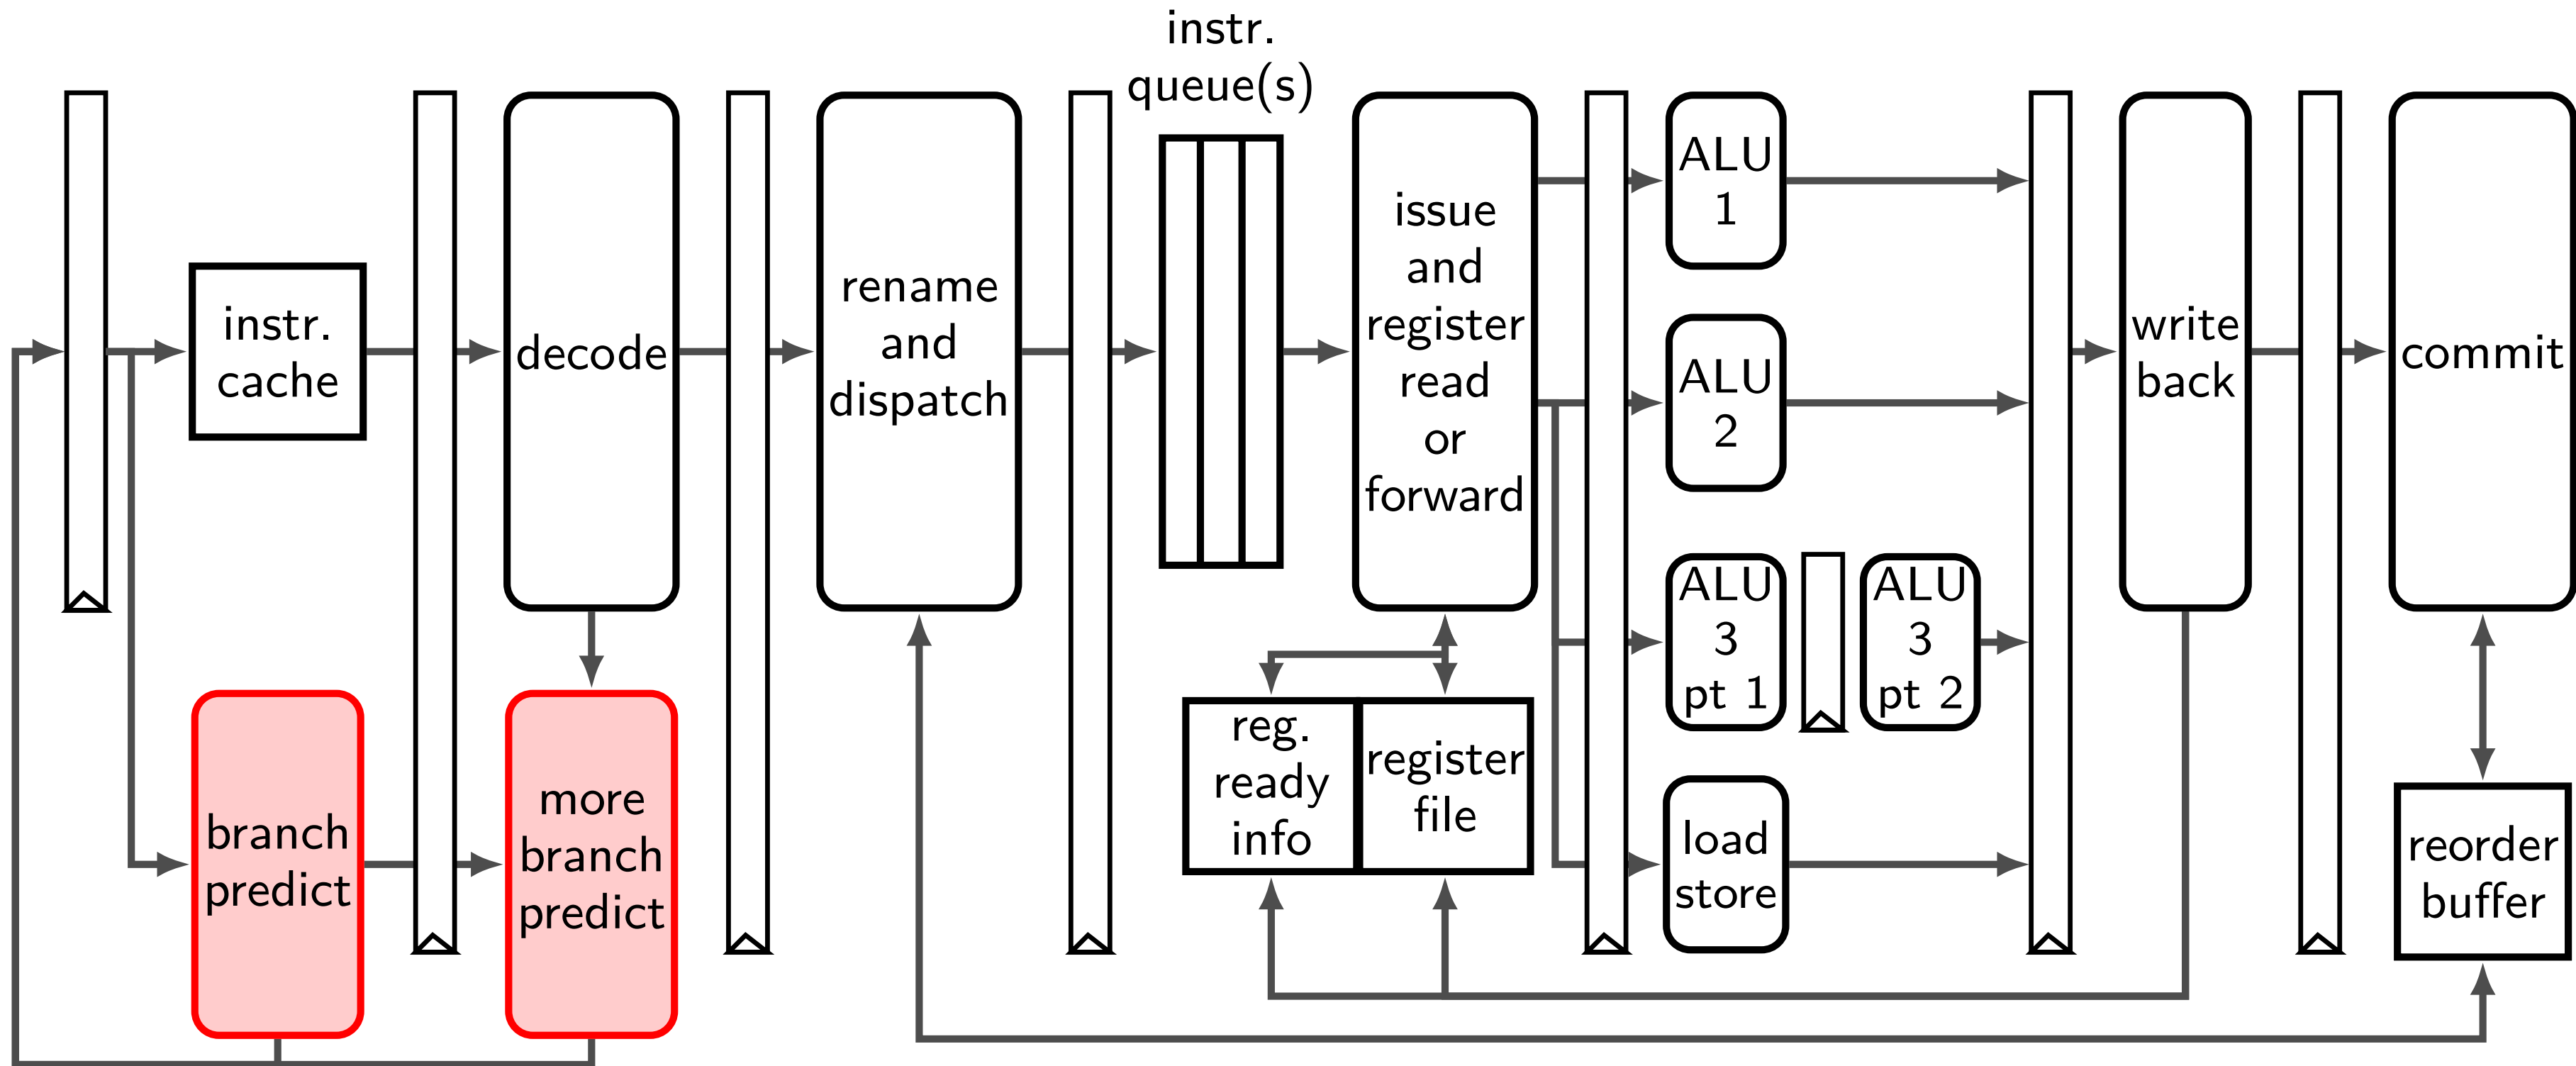 instr.
queue(s)
instr.
cache
decode
rename
and
dispatch
issue
and
register
read
or
forward
ALU
1
ALU
2
ALU
3
pt 1
ALU
3
pt 2
load
store
write
back
commit
branch
predict
more
branch
predict
reg.
ready
info
register
file
reorder
buffer